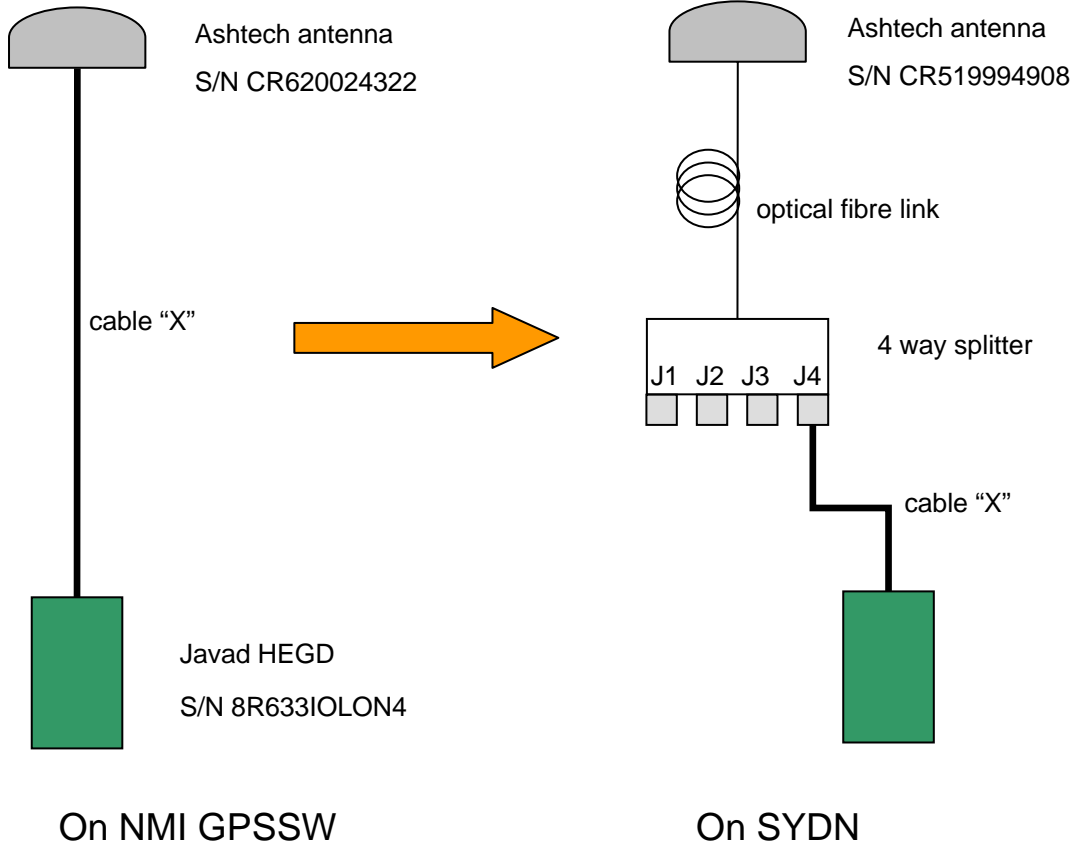 Ashtech antenna
S/N CR620024322
cable “X”
Javad HEGD
S/N 8R633IOLON4
On NMI GPSSW
Ashtech antenna
S/N CR519994908
optical fibre link
4 way splitter
J1 J2 J3 J4
cable “X”
On SYDN